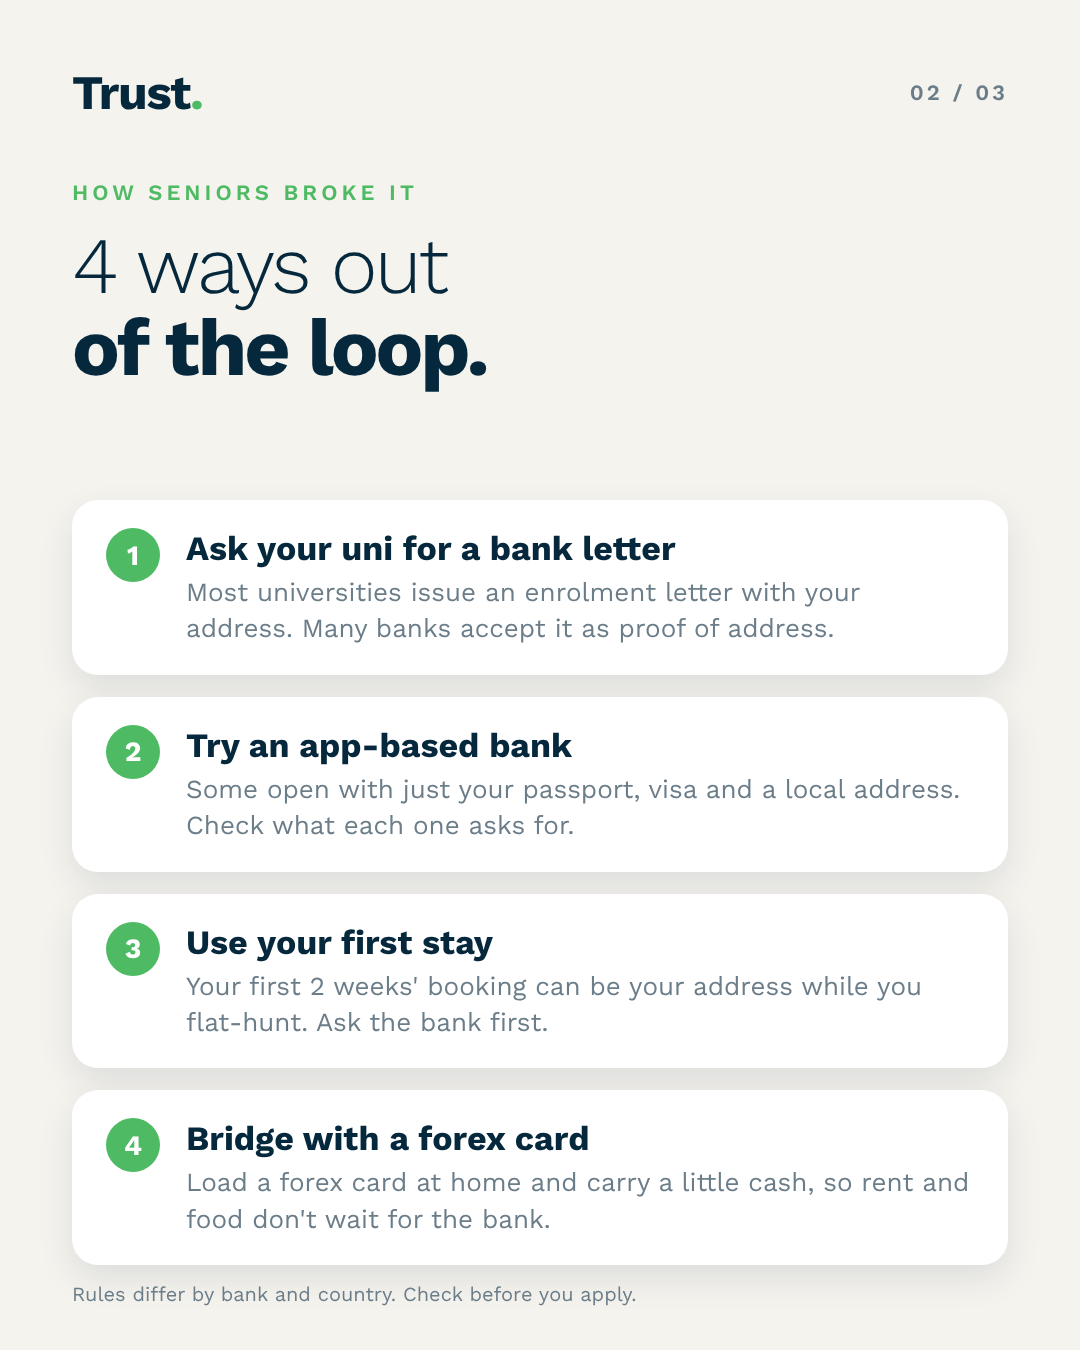 Trust.
02 / 03
HOW SENIORS BROKE IT
4 ways out
of the loop.
1
Ask your uni for a bank letter
Most universities issue an enrolment letter with your
address. Many banks accept it as proof of address.
2
Try an app-based bank
Some open with just your passport, visa and a local address.
Check what each one asks for.
3
Use your first stay
Your first 2 weeks' booking can be your address while you
flat-hunt. Ask the bank first.
4
Bridge with a forex card
Load a forex card at home and carry a little cash, so rent and
food don't wait for the bank.
Rules differ by bank and country. Check before you apply.